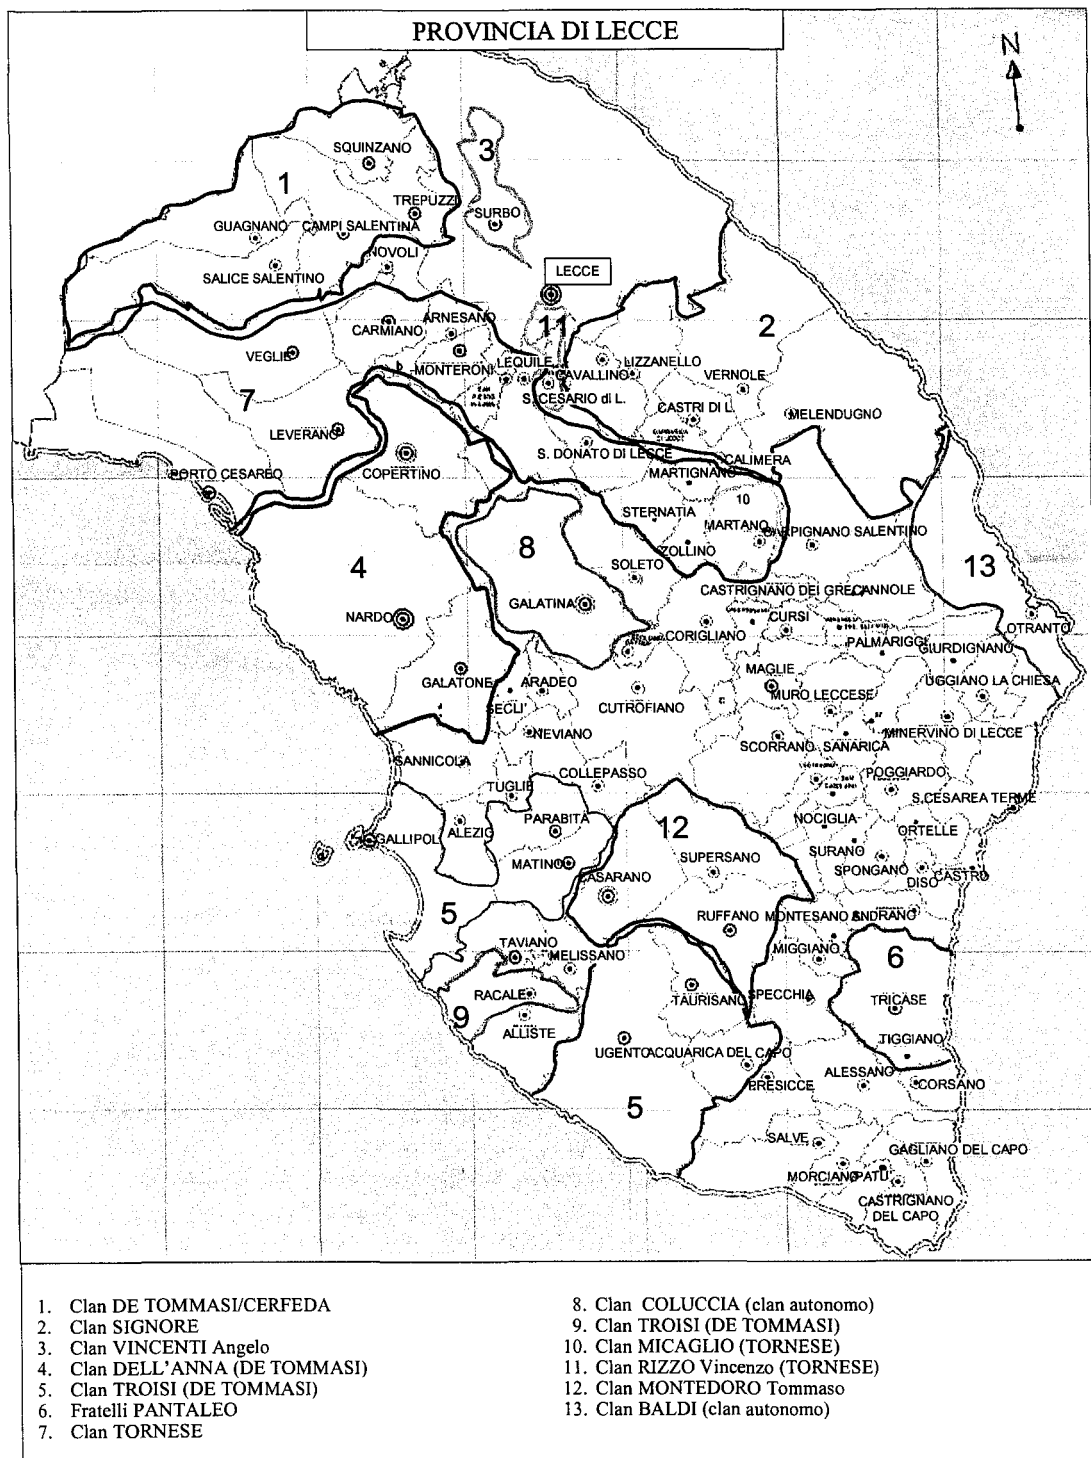 PROVINCIA DI LECCE
N
SQUINZANO
3
1
TREPUZZI
SURBO
GUAGNANO
CAMPI SALENTINA
NOVOLI
SALICE SALENTINO
LECCE
CARMIANO
ARNESANO
11
2
VEGLIE
MONTERONI
LEQUILE
CAVALLINO
LIZZANELLO
VERNOLE
7
S.CESARIO di L.
CASTRI DI L.
MELENDUGNO
LEVERANO
COPERTINO
S. DONATO DI LECCE
CALIMERA
PORTO CESAREO
MARTIGNANO
10
STERNATIA
MARTANO
CARPIGNANO SALENTINO
8
ZOLLINO
4
SOLETO
13
GALATINA
CASTRIGNANO DEI GRECI
CANNOLE
NARDO
CORIGLIANO
CURSI
OTRANTO
PALMARIGGI
GIURDIGNANO
GALATONE
ARADEO
MAGLIE
UGGIANO LA CHIESA
SECLI'
CUTROFIANO
MURO LECCESE
NEVIANO
SCORRANO
SANARICA
MINERVINO DI LECCE
SANNICOLA
COLLEPASSO
POGGIARDO
TUGLIE
S.CESAREA TERME
GALLIPOLI
ALEZIO
PARABITA
12
NOCIGLIA
ORTELLE
MATINO
SUPERSANO
SURANO
SPONGANO
CASARANO
DISO
CASTRO
5
RUFFANO
MONTESANO S.
ANDRANO
TAVIANO
MELISSANO
MIGGIANO
6
RACALE
TAURISANO
SPECCHIA
TRICASE
9
ALLISTE
UGENTO
ACQUARICA DEL CAPO
TIGGIANO
PRESICCE
ALESSANO
CORSANO
5
SALVE
GAGLIANO DEL CAPO
MORCIANO
PATU'
CASTRIGNANO
DEL CAPO
1. Clan DE TOMMASI/CERFEDA
2. Clan SIGNORE
3. Clan VINCENTI Angelo
4. Clan DELL'ANNA (DE TOMMASI)
5. Clan TROISI (DE TOMMASI)
6. Fratelli PANTALEO
7. Clan TORNESE
8. Clan COLUCCIA (clan autonomo)
9. Clan TROISI (DE TOMMASI)
10. Clan MICAGLIO (TORNESE)
11. Clan RIZZO Vincenzo (TORNESE)
12. Clan MONTEDORO Tommaso
13. Clan BALDI (clan autonomo)